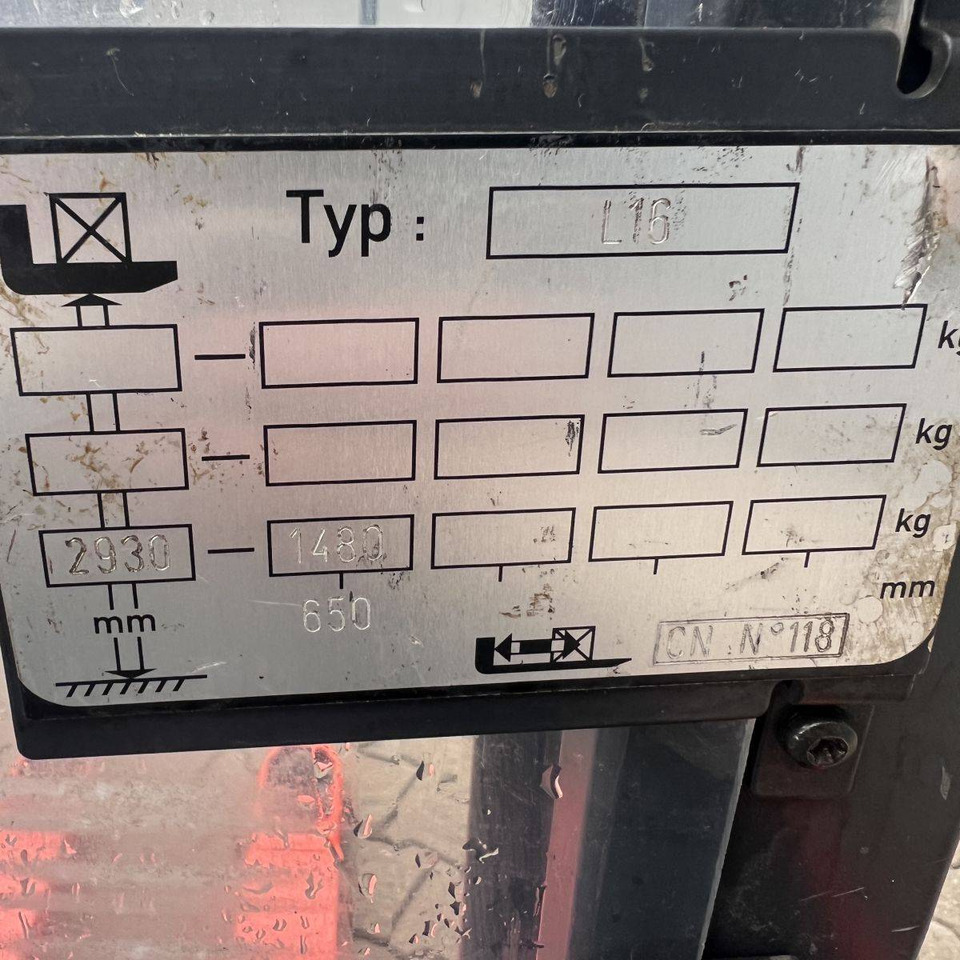 Typ : L16
kg
kg
2930 1480 kg
mm 650 mm
CN N°118